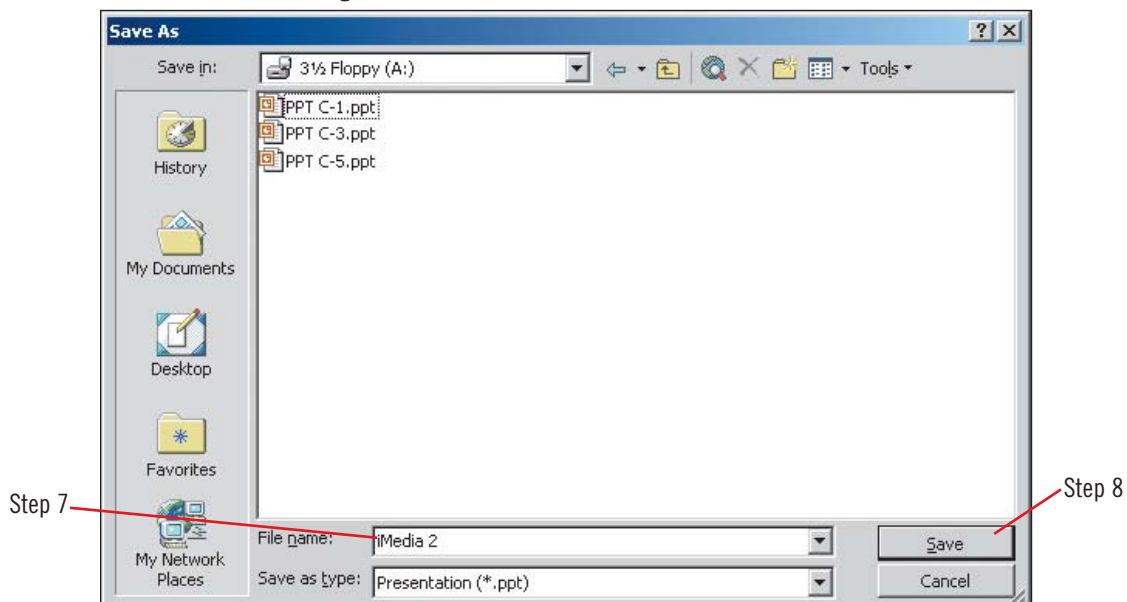 Save As
Save in:
3½ Floppy (A:)
Tools
PPT C-1.ppt
PPT C-3.ppt
PPT C-5.ppt
History
My Documents
Desktop
Favorites
My Network
Places
Step 7
File name:
iMedia 2
Save
Step 8
Save as type:
Presentation (*.ppt)
Cancel